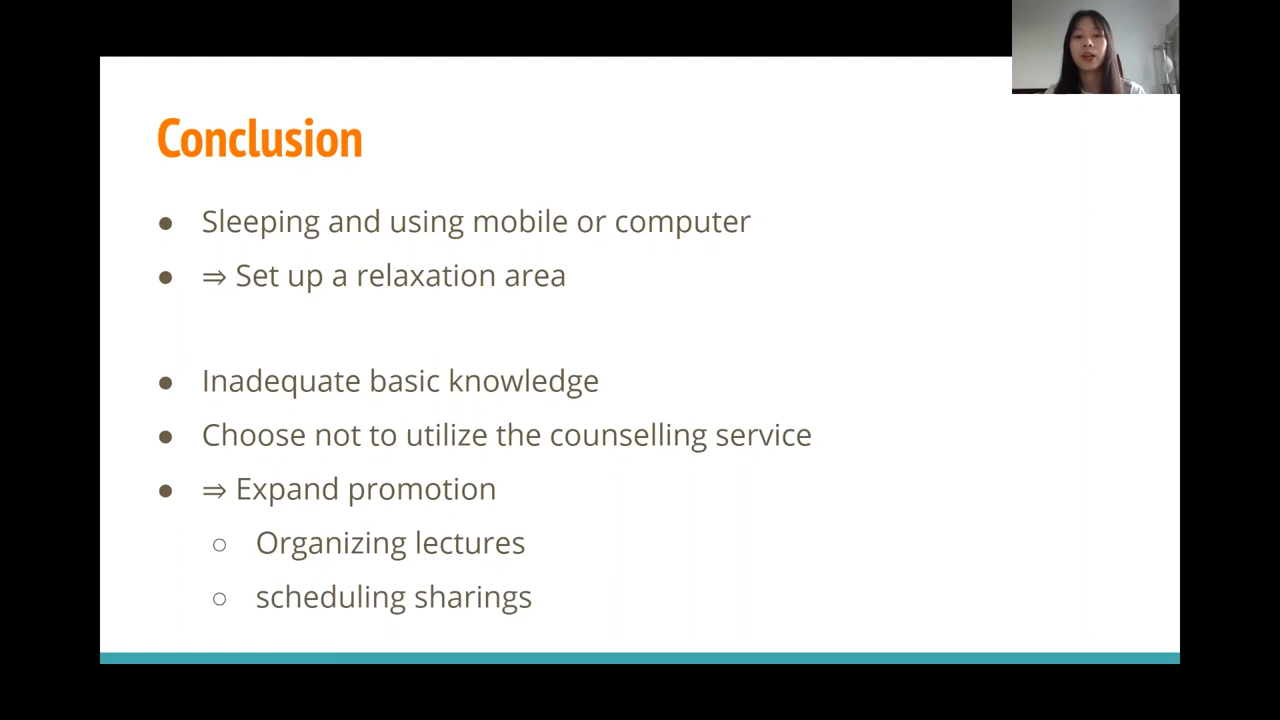 Conclusion
● Sleeping and using mobile or computer
● ⇒ Set up a relaxation area
● Inadequate basic knowledge
● Choose not to utilize the counselling service
● ⇒ Expand promotion
○ Organizing lectures
○ scheduling sharings